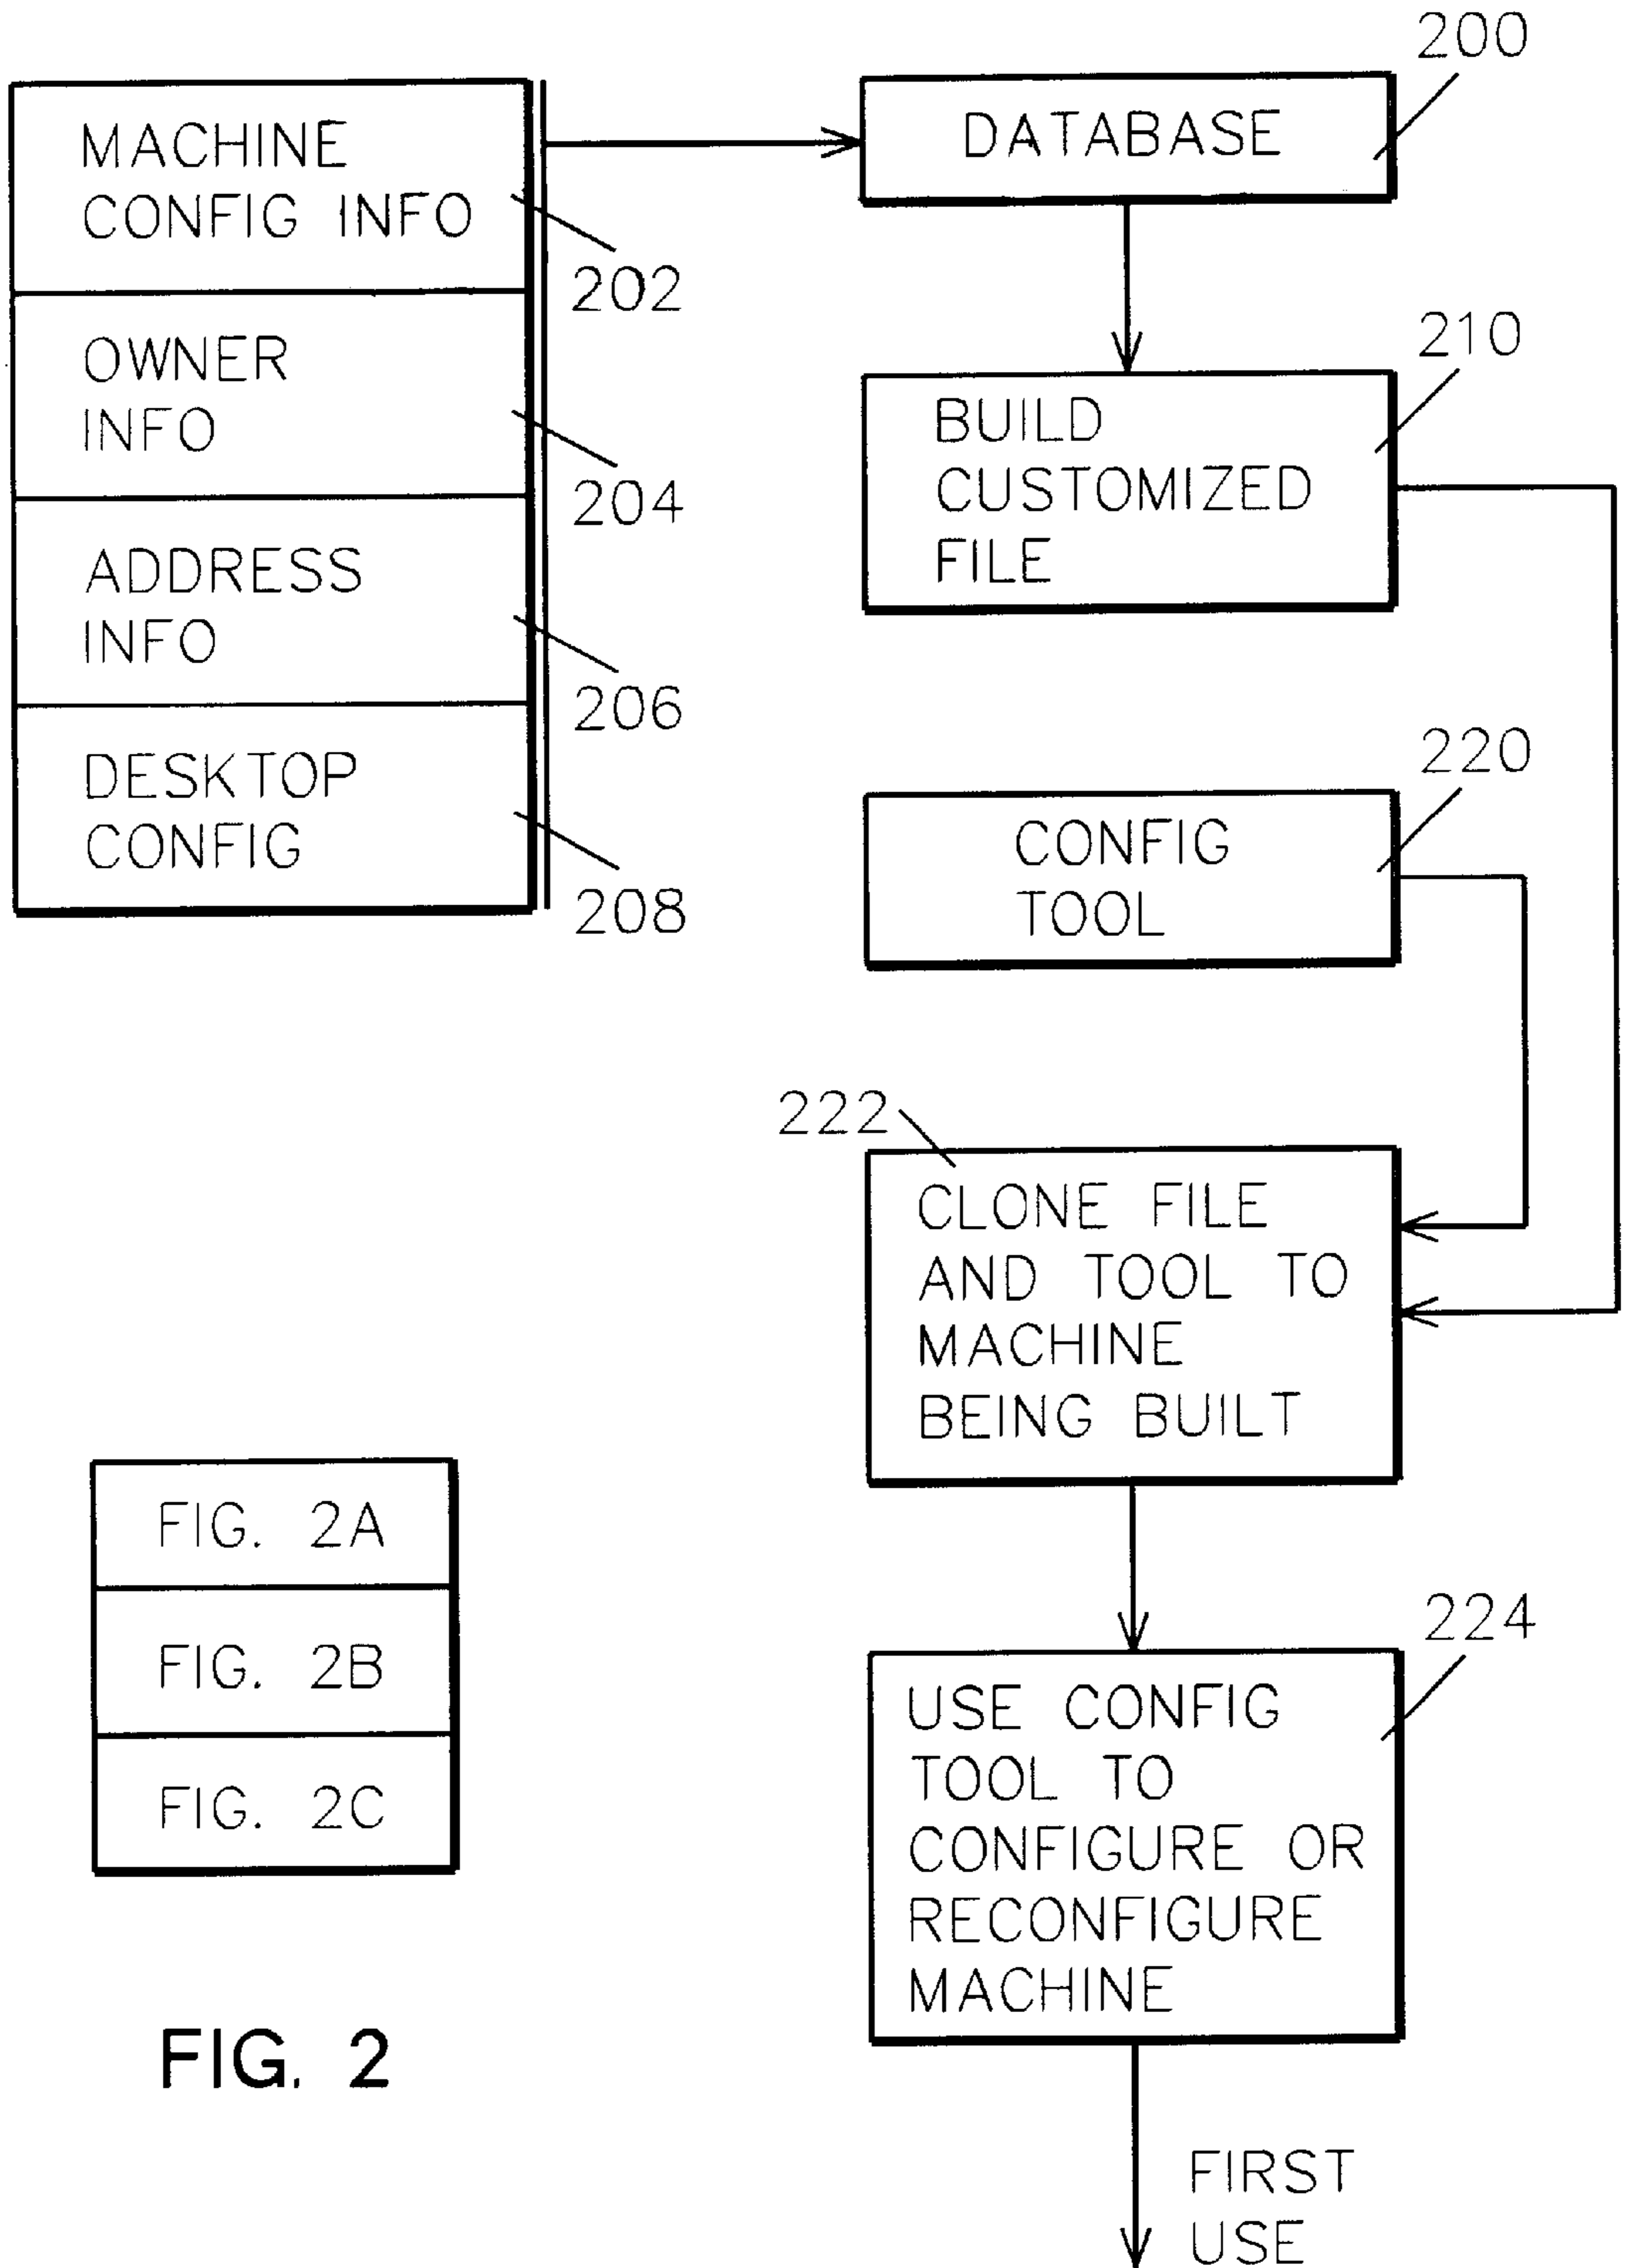 MACHINE
CONFIG INFO
202
OWNER
INFO
204
ADDRESS
INFO
206
DESKTOP
CONFIG
208
200
DATABASE
210
BUILD
CUSTOMIZED
FILE
220
CONFIG
TOOL
222
CLONE FILE
AND TOOL TO
MACHINE
BEING BUILT
224
USE CONFIG
TOOL TO
CONFIGURE OR
RECONFIGURE
MACHINE
FIRST
USE
FIG. 2A
FIG. 2B
FIG. 2C
FIG. 2